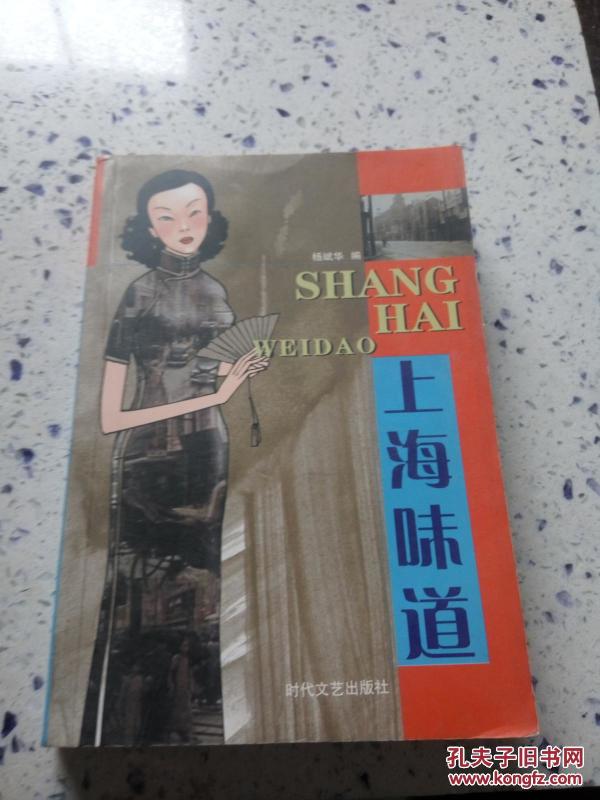 杨斌华 编
SHANG
HAI
WEIDAO
上海味道
时代文艺出版社
孔夫子旧书网
www.kongfz.com